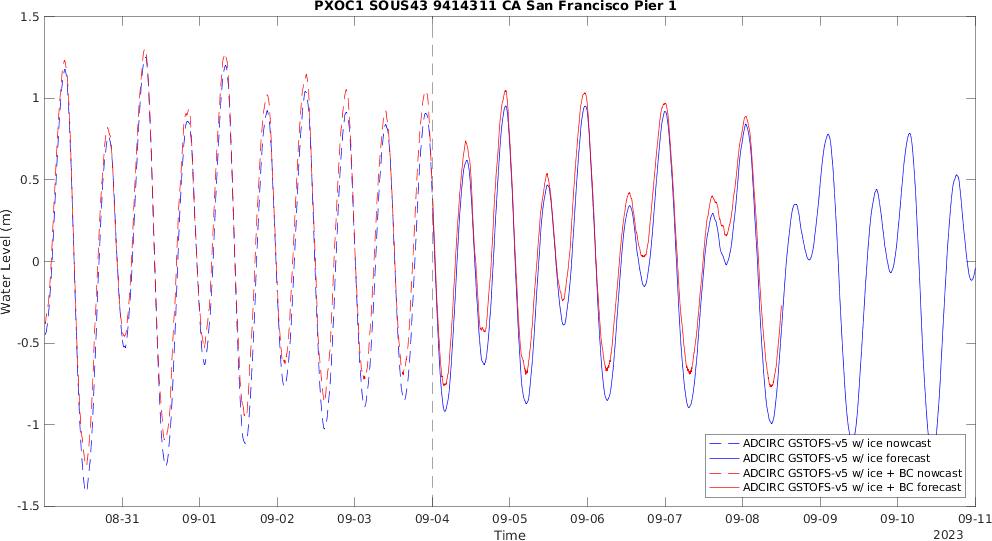 PXOC1 SOUS43 9414311 CA San Francisco Pier 1
1.5
1
0.5
0
-0.5
-1
-1.5
Water Level (m)
08-31
09-01
09-02
09-03
09-04
09-05
09-06
09-07
09-08
09-09
09-10
09-11
Time
2023
ADCIRC GSTOFS-v5 w/ ice nowcast
ADCIRC GSTOFS-v5 w/ ice forecast
ADCIRC GSTOFS-v5 w/ ice + BC nowcast
ADCIRC GSTOFS-v5 w/ ice + BC forecast